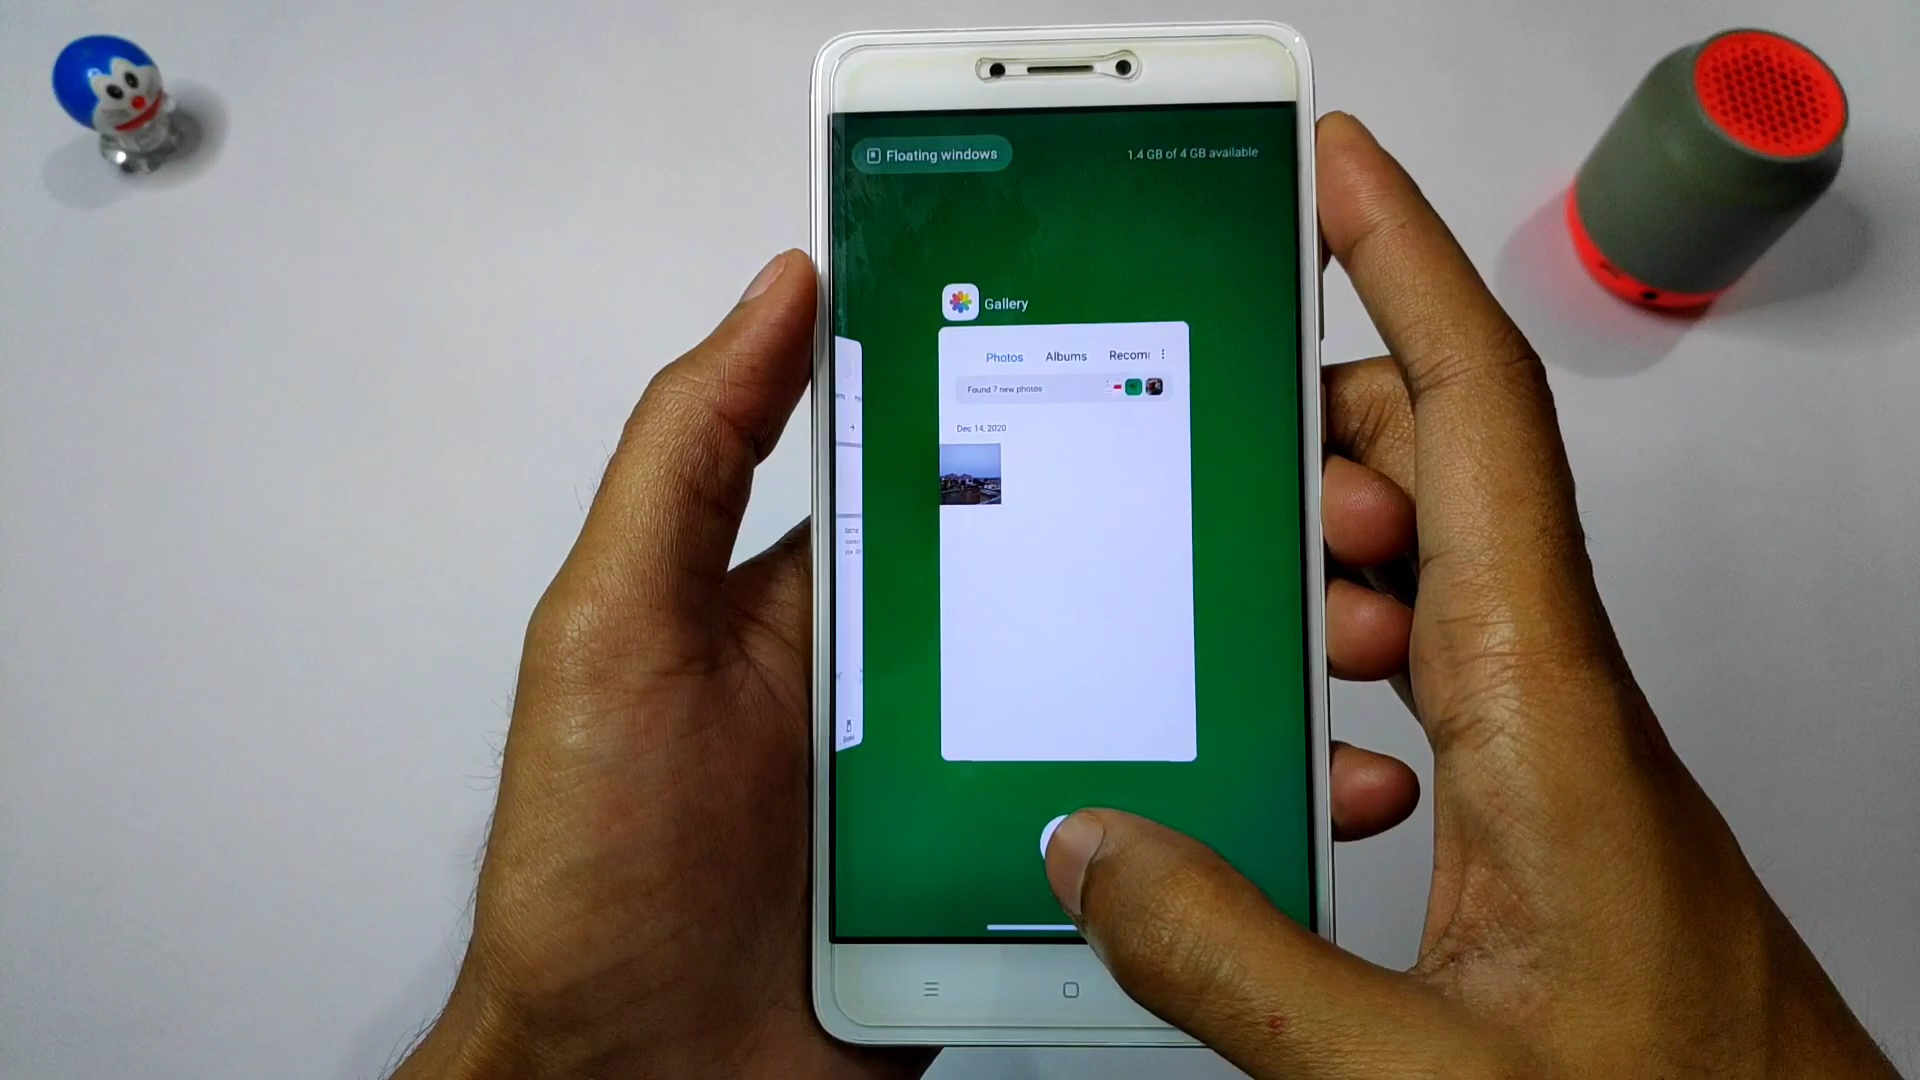 Floating windows
1.4 GB of 4 GB available
Gallery
Photos Albums Recom
Found 7 new photos
Dec 14, 2020